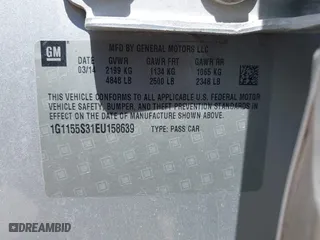 GM
MFD BY GENERAL MOTORS LLC
DATE GVWR GAWR FRT GAWR RR
03/14 2199 KG 1134 KG 1065 KG
4848 LB 2500 LB 2348 LB
THIS VEHICLE CONFORMS TO ALL APPLICABLE U.S. FEDERAL MOTOR
VEHICLE SAFETY, BUMPER, AND THEFT PREVENTION STANDARDS
IN EFFECT ON THE DATE OF MANUFACTURE SHOWN ABOVE.
1G1155S31EU158639 TYPE: PASS CAR
DREAMBID.COM